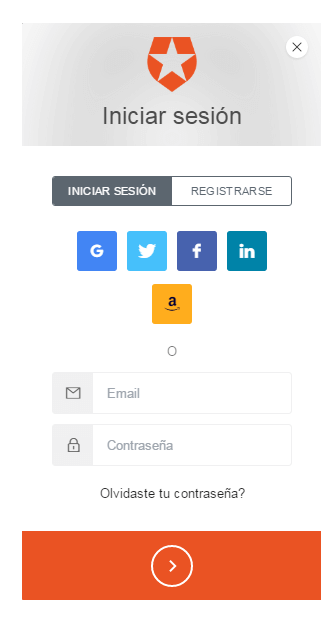 Iniciar sesión
INICIAR SESIÓN REGISTRARSE
G
f
in
a
O
Email
Contraseña
Olvidaste tu contraseña?